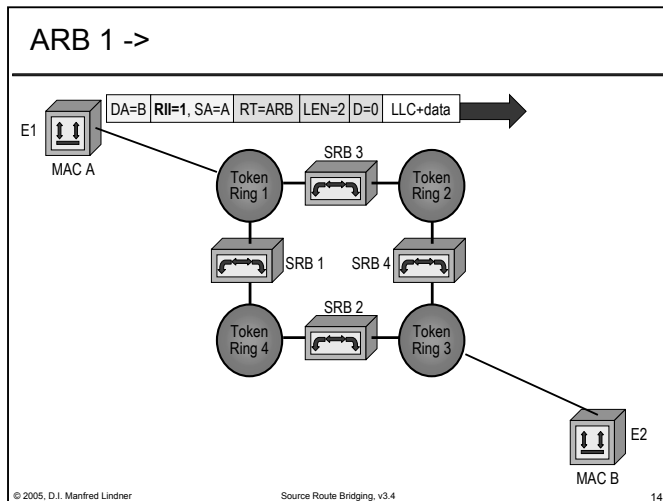 ARB 1 ->
DA=B RII=1, SA=A RT=ARB LEN=2 D=0 LLC+data
E1
MAC A
SRB 3
Token
Ring 1
Token
Ring 2
SRB 1
SRB 4
SRB 2
Token
Ring 4
Token
Ring 3
E2
MAC B
© 2005, D.I. Manfred Lindner
Source Route Bridging, v3.4
14